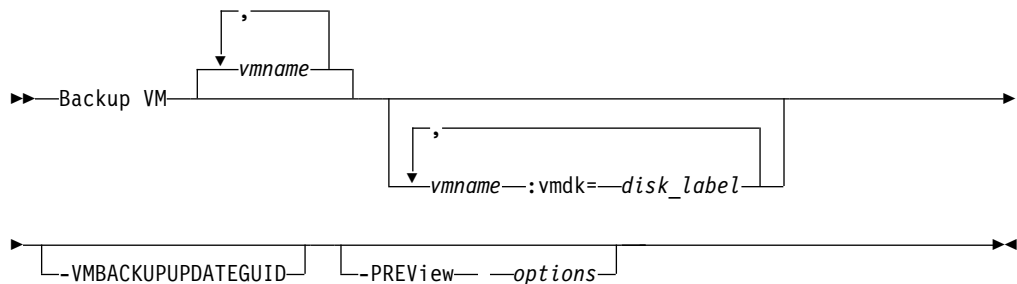 ,
vmname
Backup VM
,
vmname :vmdk= disk_label
-VMBACKUPUPDATEGUID -PREView options